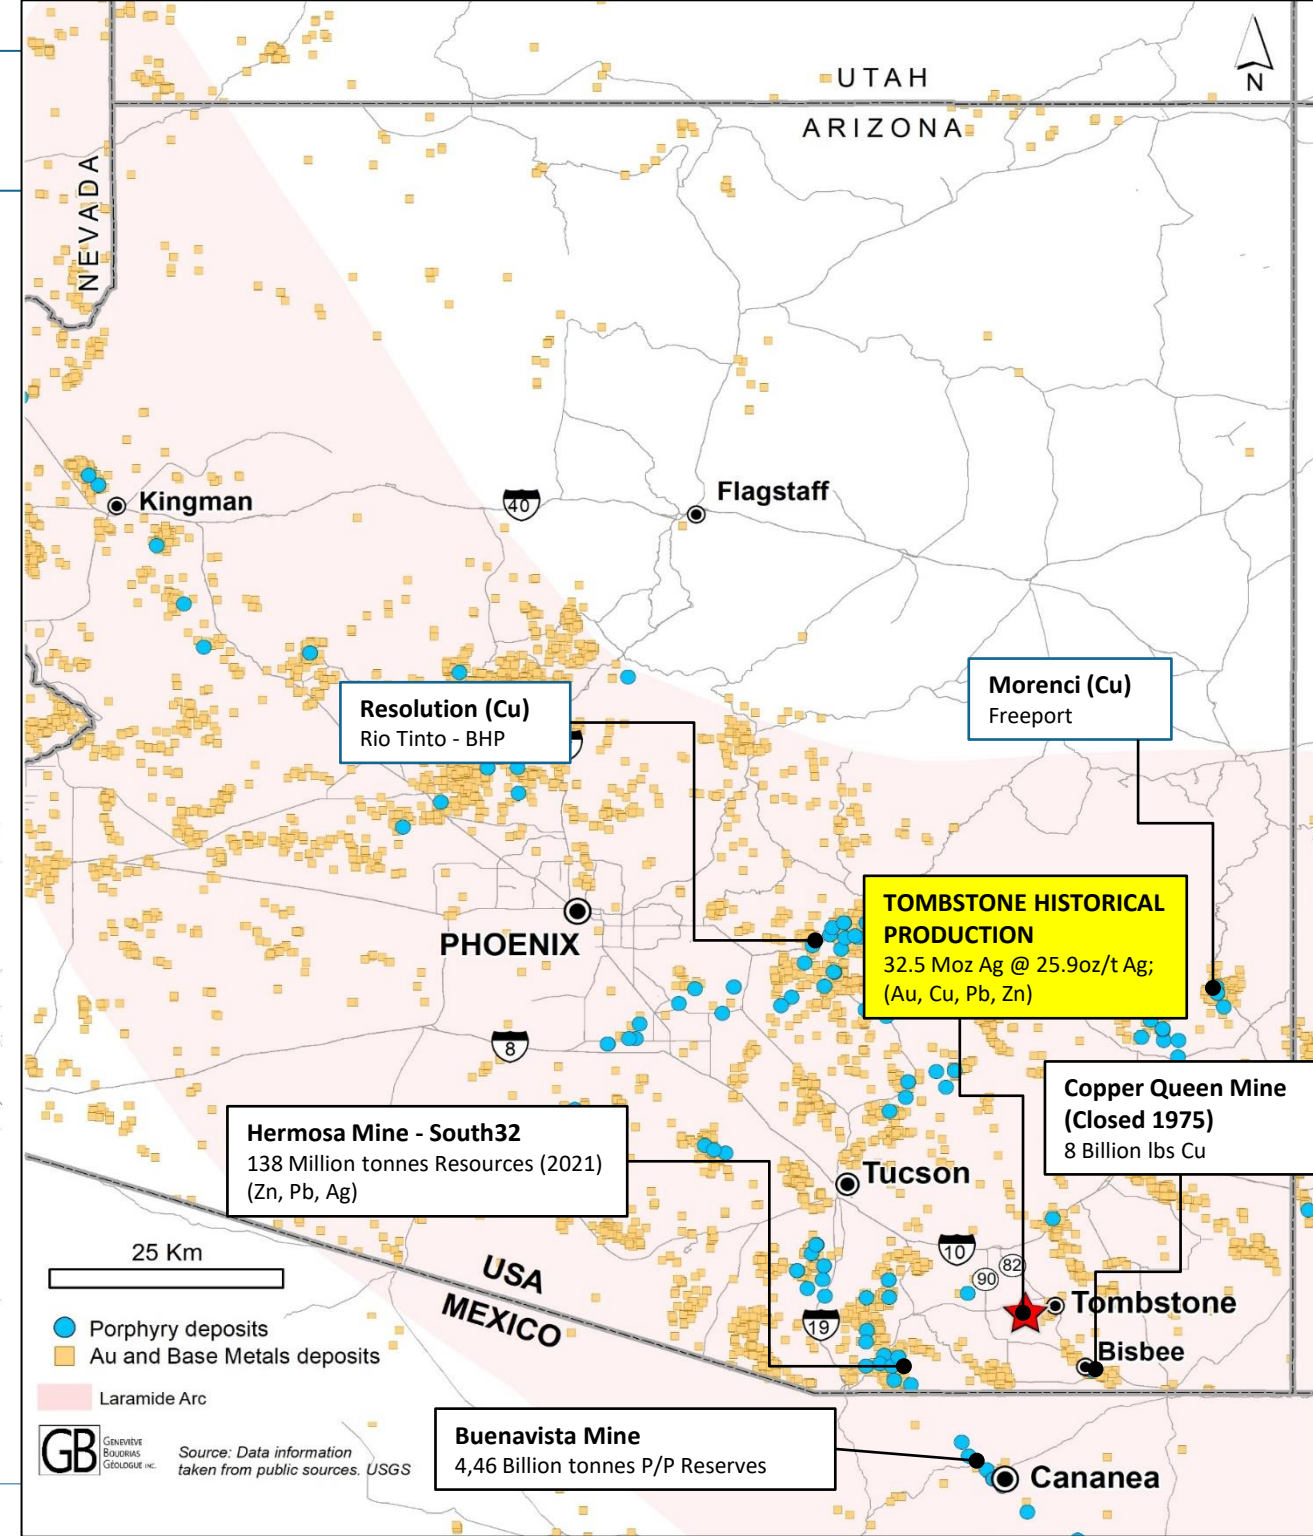 N
UTAH
ARIZONA
NEVADA
Kingman
40
Flagstaff
Resolution (Cu)
Rio Tinto - BHP
Morenci (Cu)
Freeport
PHOENIX
TOMBSTONE HISTORICAL
PRODUCTION
32.5 Moz Ag @ 25.9oz/t Ag;
(Au, Cu, Pb, Zn)
8
Copper Queen Mine
(Closed 1975)
8 Billion lbs Cu
Hermosa Mine - South32
138 Million tonnes Resources (2021)
(Zn, Pb, Ag)
Tucson
10
82
90
25 Km
USA
MEXICO
19
Tombstone
Bisbee
Porphyry deposits
Au and Base Metals deposits
Laramide Arc
GB GENEVIÈVE
BOUDRIAS
GÉOLOGUE INC.
Source: Data information
taken from public sources. USGS
Buenavista Mine
4,46 Billion tonnes P/P Reserves
Cananea